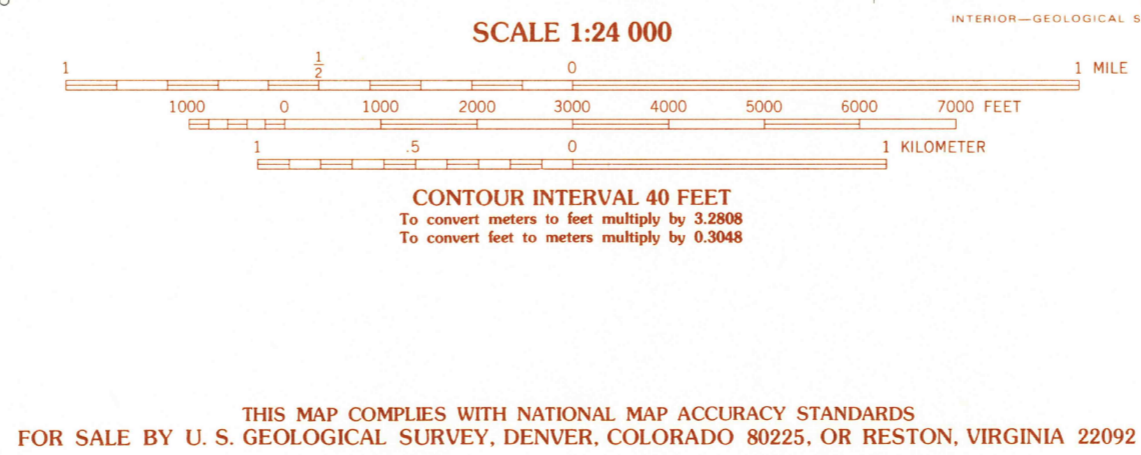 INTERIOR—GEOLOGICAL
SCALE 1:24 000
1 1/2 0 1 MILE
1000 0 1000 2000 3000 4000 5000 6000 7000 FEET
1 .5 0 1 KILOMETER
CONTOUR INTERVAL 40 FEET
To convert meters to feet multiply by 3.2808
To convert feet to meters multiply by 0.3048
THIS MAP COMPLIES WITH NATIONAL MAP ACCURACY STANDARDS
FOR SALE BY U. S. GEOLOGICAL SURVEY, DENVER, COLORADO 80225, OR RESTON, VIRGINIA 22092